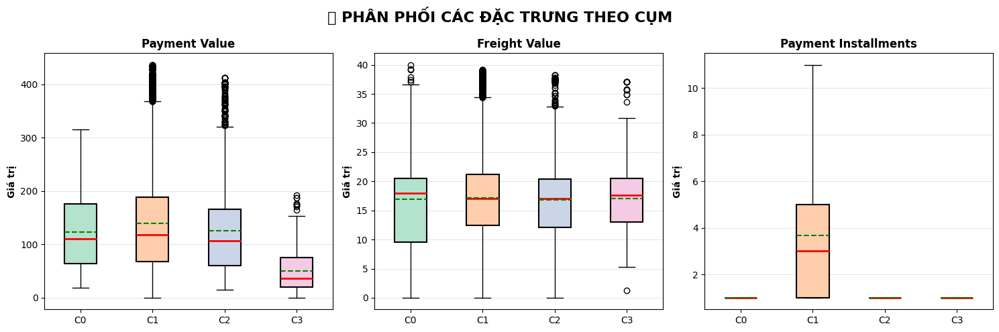 PHÂN PHỐI CÁC ĐẶC TRƯNG THEO CỤM
Payment Value
Giá trị
400
300
200
100
0
C0 C1 C2 C3
Freight Value
Giá trị
40
35
30
25
20
15
10
5
0
C0 C1 C2 C3
Payment Installments
Giá trị
10
8
6
4
2
C0 C1 C2 C3